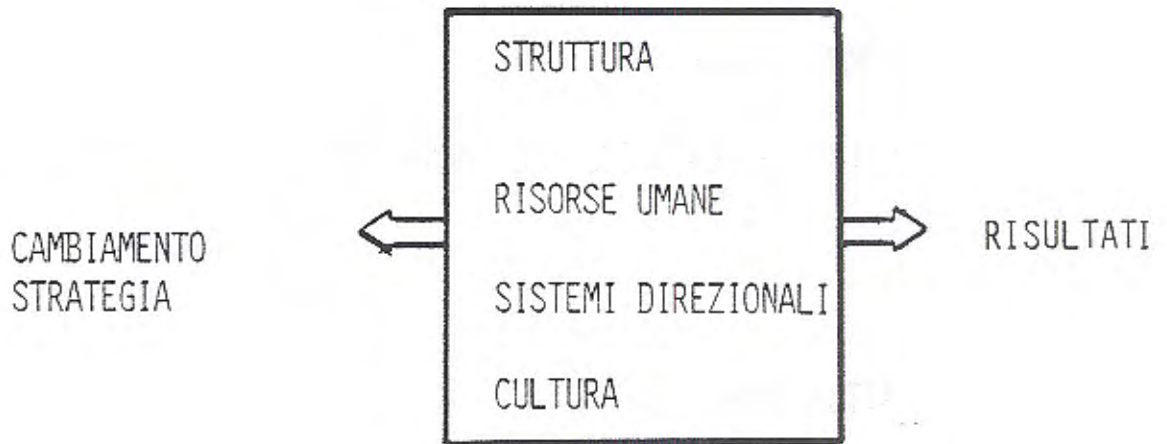 STRUTTURA
RISORSE UMANE
CAMBIAMENTO
STRATEGIA
RISULTATI
SISTEMI DIREZIONALI
CULTURA